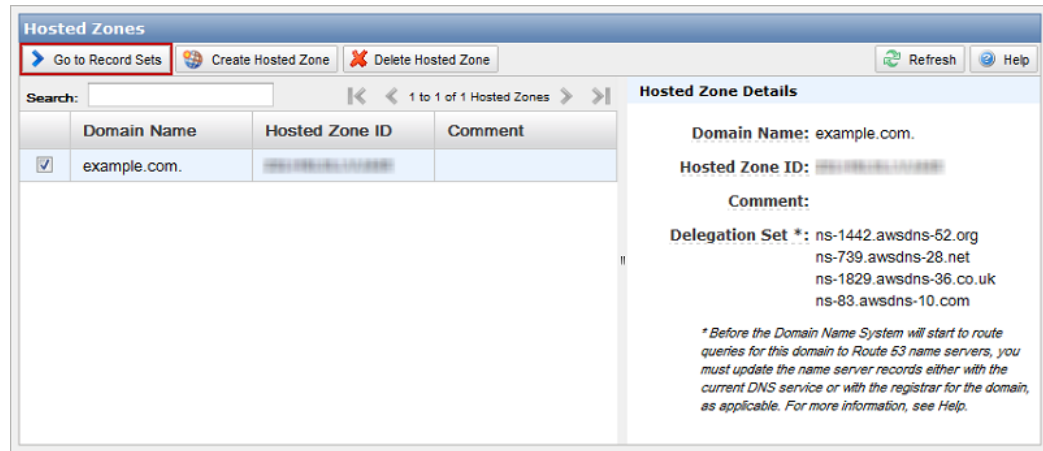 Hosted Zones
Go to Record Sets
Create Hosted Zone
Delete Hosted Zone
Refresh
Help
Search:
1 to 1 of 1 Hosted Zones
Domain Name
Hosted Zone ID
Comment
example.com.
Hosted Zone Details
Domain Name: example.com.
Hosted Zone ID:
Comment:
Delegation Set *: ns-1442.awsdns-52.org
ns-739.awsdns-28.net
ns-1829.awsdns-36.co.uk
ns-83.awsdns-10.com
* Before the Domain Name System will start to route
queries for this domain to Route 53 name servers, you
must update the name server records either with the
current DNS service or with the registrar for the domain,
as applicable. For more information, see Help.